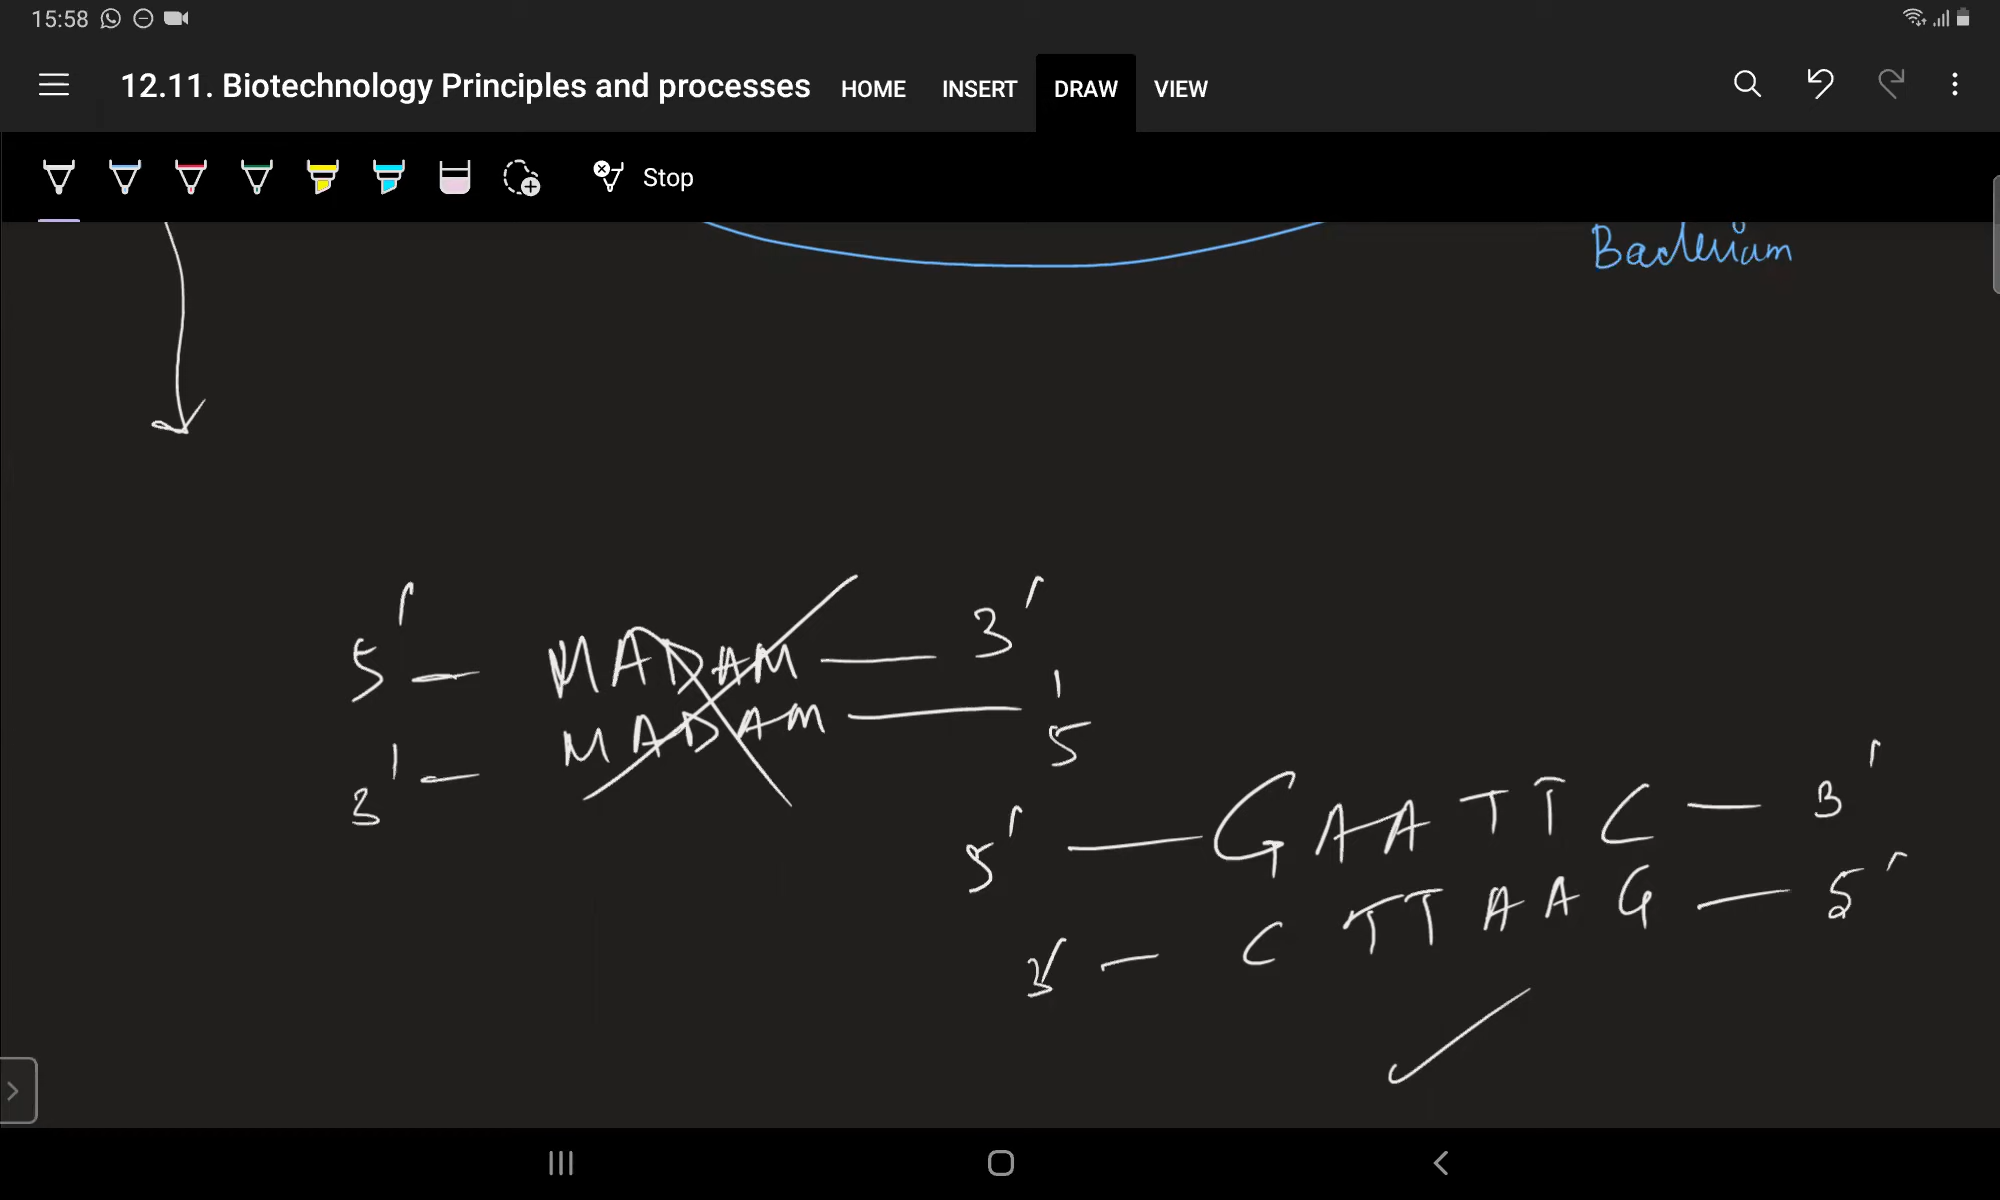 15:58
12.11. Biotechnology Principles and processes HOME INSERT DRAW VIEW
Stop
Bacterium
5' — MADAM — 3'
3' — MADAM — 5'
5' — GAATTC — 3'
3' — CTTAAG — 5'